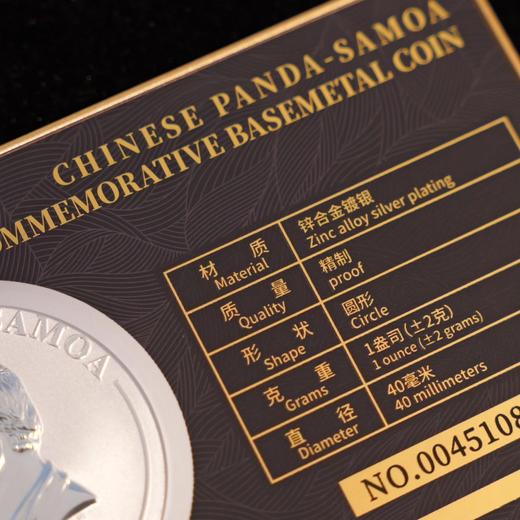 CHINESE PANDA-SAMOA
COMMEMORATIVE BASEMETAL COIN
材 质 锌合金镀银
Material Zinc alloy silver plating
质 量 精制
Quality proof
形 状 圆形
Shape Circle
克 重 1盎司(±2克)
Grams 1 ounce (±2 grams)
直 径 40毫米
Diameter 40 millimeters
SAMOA
NO.0045108